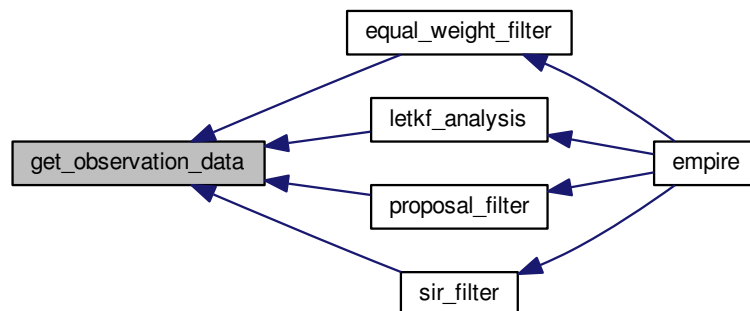 equal_weight_filter
letkf_analysis
get_observation_data
empire
proposal_filter
sir_filter